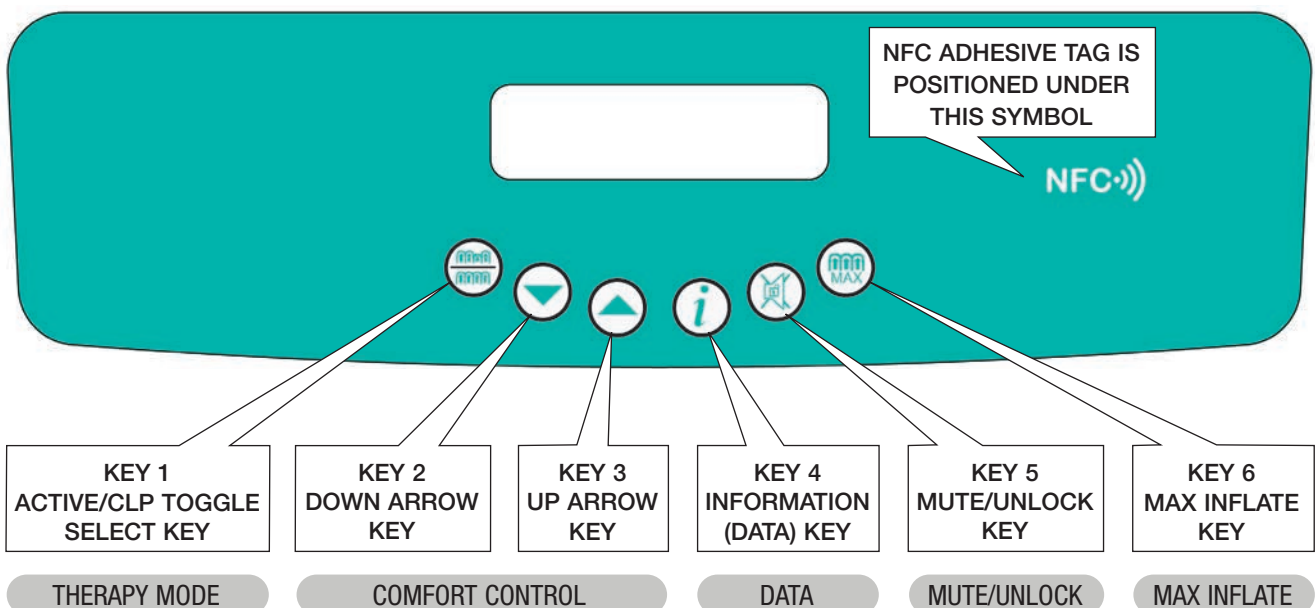 NFC ADHESIVE TAG IS
POSITIONED UNDER
THIS SYMBOL
NFC
MAX
i
KEY 1
ACTIVE/CLP TOGGLE
SELECT KEY
KEY 2
DOWN ARROW
KEY
KEY 3
UP ARROW
KEY
KEY 4
INFORMATION
(DATA) KEY
KEY 5
MUTE/UNLOCK
KEY
KEY 6
MAX INFLATE
KEY
THERAPY MODE
COMFORT CONTROL
DATA
MUTE/UNLOCK
MAX INFLATE